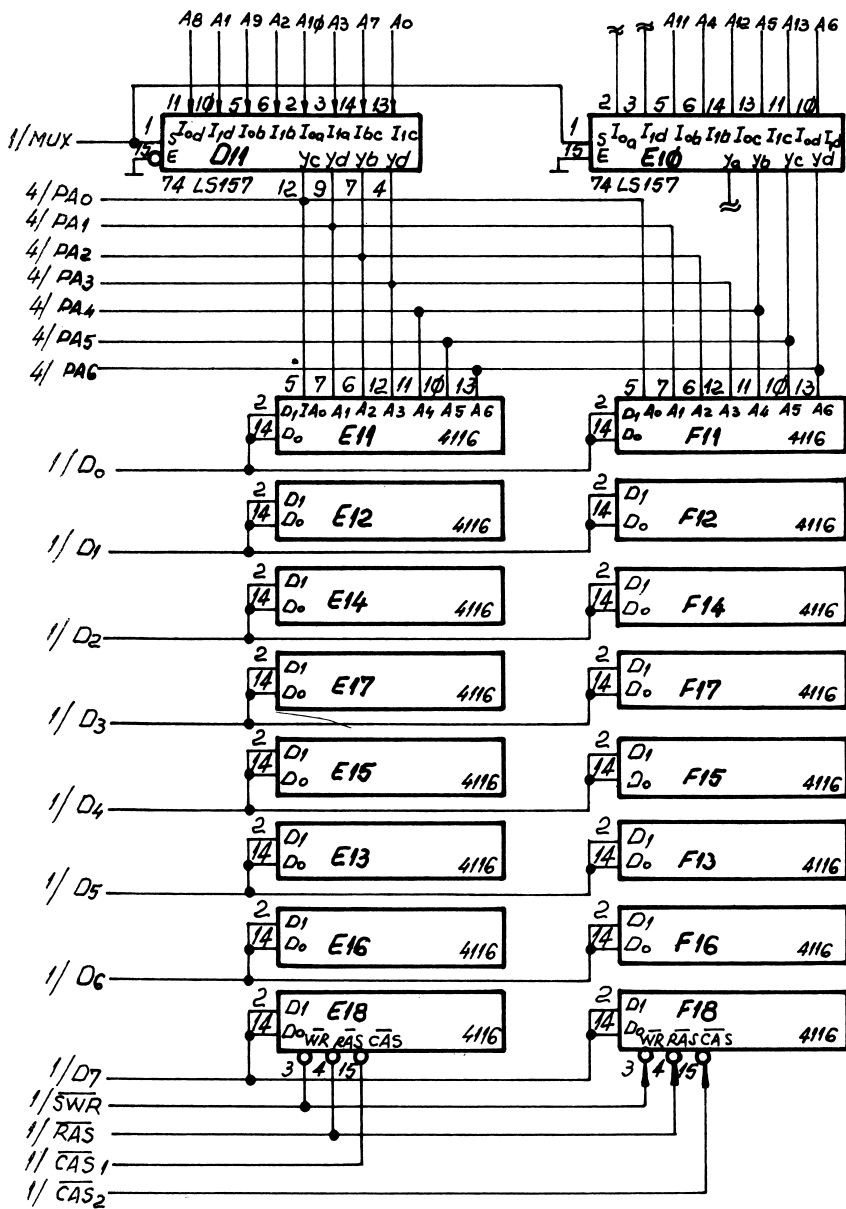 A8 A1 A9 A2 A1Ø A3 A7 A0 ≈ ≈ A11 A4 A12 A5 A13 A6
11 1Ø 5 6 2 3 14 13 2 3 5 6 14 13 11 1Ø
1/MUX 1 S I0d I1d I0b I1b I0a I1a Ibc I1c 1 S I0a I1d I0b I1b I0c I1c I0d I1d
15 E D11 Yc Yd Yb Yd 15 E E1Ø Ya Yb Yc Yd
74 LS157 12 9 7 4 74 LS157 ≈
4/PA0
4/PA1
4/PA2
4/PA3
4/PA4
4/PA5
4/PA6
5 7 6 12 11 1Ø 13 5 7 6 12 11 1Ø 13
2 D1 IA0 A1 A2 A3 A4 A5 A6 2 D1 A0 A1 A2 A3 A4 A5 A6
14 D0 E11 4116 14 D0 F11 4116
1/D0
2 D1 2 D1
14 D0 E12 4116 14 D0 F12 4116
1/D1
2 D1 2 D1
14 D0 E14 4116 14 D0 F14 4116
1/D2
2 D1 2 D1
14 D0 E17 4116 14 D0 F17 4116
1/D3
2 D1 2 D1
14 D0 E15 4116 14 D0 F15 4116
1/D4
2 D1 2 D1
14 D0 E13 4116 14 D0 F13 4116
1/D5
2 D1 2 D1
14 D0 E16 4116 14 D0 F16 4116
1/D6
2 D1 E18 2 D1 F18
14 D0 WR RAS CAS 4116 14 D0 WR RAS CAS 4116
1/D7 3 4 15 3 4 15
1/SWR
1/RAS
1/CAS1
1/CAS2